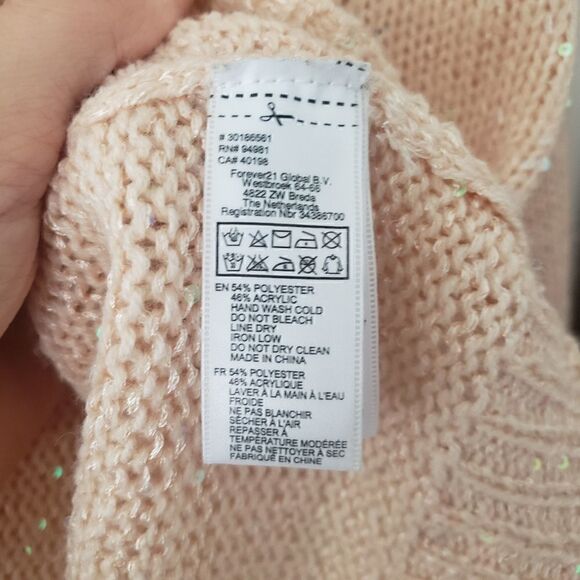 # 30186561
RN# 94981
CA# 40198
Forever21 Global B.V.
Westbroek 64-66
4822 ZW Breda
The Netherlands
Registration Nbr 34386700
EN 54% POLYESTER
46% ACRYLIC
HAND WASH COLD
DO NOT BLEACH
LINE DRY
IRON LOW
DO NOT DRY CLEAN
MADE IN CHINA
FR 54% POLYESTER
46% ACRYLIQUE
LAVER À LA MAIN À L'EAU
FROIDE
NE PAS BLANCHIR
SÉCHER À L'AIR
REPASSER À
TEMPÉRATURE MODÉRÉE
NE PAS NETTOYER À SEC
FABRIQUÉ EN CHINE